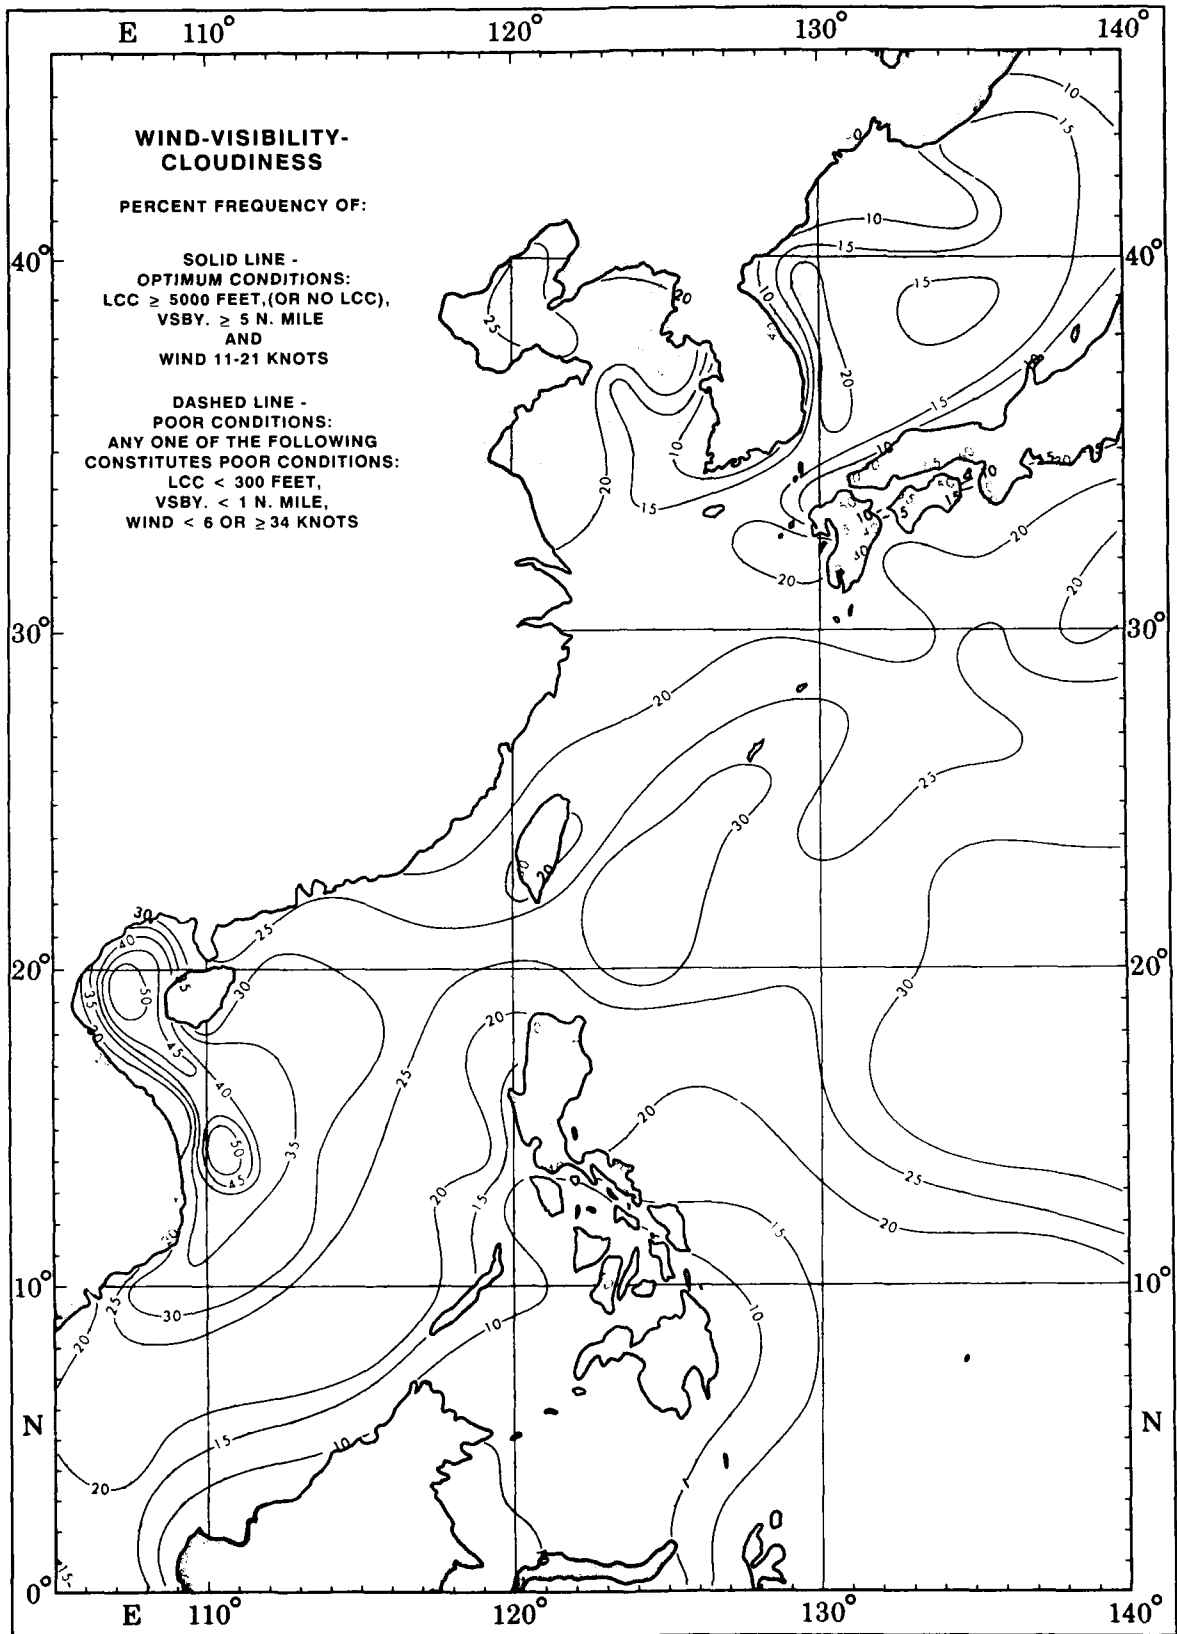 E 110° 120° 130° 140°
WIND-VISIBILITY-
CLOUDINESS
PERCENT FREQUENCY OF:
SOLID LINE -
OPTIMUM CONDITIONS:
LCC ≥ 5000 FEET,(OR NO LCC),
VSBY. ≥ 5 N. MILE
AND
WIND 11-21 KNOTS
DASHED LINE -
POOR CONDITIONS:
ANY ONE OF THE FOLLOWING
CONSTITUTES POOR CONDITIONS:
LCC < 300 FEET,
VSBY. < 1 N. MILE,
WIND < 6 OR ≥ 34 KNOTS
10
15
10
15
40° 40°
20
10
15
25
20
15
10
20
15
20
20
20
30° 30°
20
20
25
30
20
30
25
40
20° 20°
35
50
30
30
45
20
40
25
20
35
50
45
25
20
15
15
20
10° 10°
25
30
10
10
20
N N
15
10
20
15
0°
E 110° 120° 130° 140°